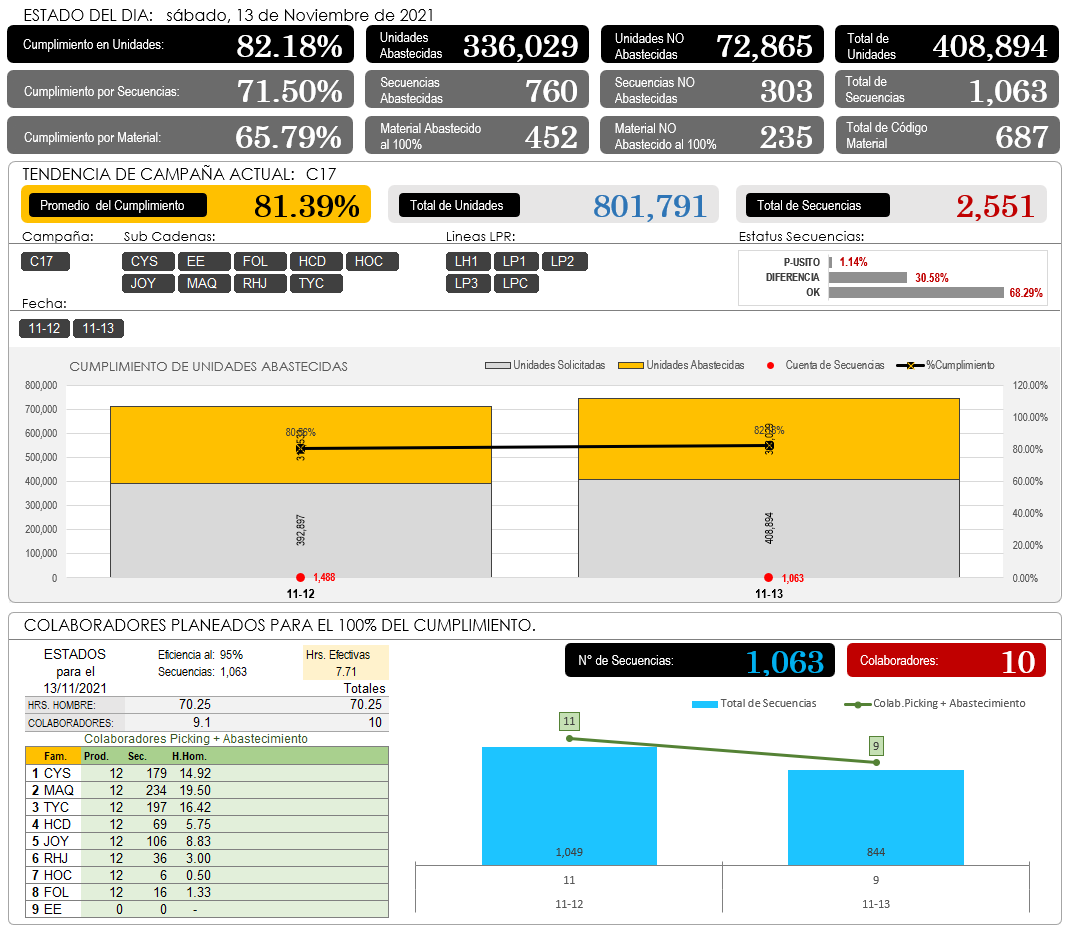 ESTADO DEL DIA: sábado, 13 de Noviembre de 2021
Cumplimiento en Unidades: 82.18%
Unidades Abastecidas 336,029
Unidades NO Abastecidas 72,865
Total de Unidades 408,894
Cumplimiento por Secuencias: 71.50%
Secuencias Abastecidas 760
Secuencias NO Abastecidas 303
Total de Secuencias 1,063
Cumplimiento por Material: 65.79%
Material Abastecido al 100% 452
Material NO Abastecido al 100% 235
Total de Código Material 687
TENDENCIA DE CAMPAÑA ACTUAL: C17
Promedio del Cumplimiento 81.39%
Total de Unidades 801,791
Total de Secuencias 2,551
Campaña: Sub Cadenas: Lineas LPR: Estatus Secuencias:
C17 CYS EE FOL HCD HOC LH1 LP1 LP2
JOY MAQ RHJ TYC LP3 LPC
P-USITO 1.14%
DIFERENCIA 30.58%
OK 68.29%
Fecha:
11-12 11-13
CUMPLIMIENTO DE UNIDADES ABASTECIDAS
Unidades Solicitadas Unidades Abastecidas Cuenta de Secuencias %Cumplimiento
800,000 120.00%
700,000 100.00%
600,000 80.00%
500,000 60.00%
400,000 40.00%
300,000 20.00%
200,000 0.00%
100,000
0
392,897
408,894
1,488
1,063
11-12 11-13
COLABORADORES PLANEADOS PARA EL 100% DEL CUMPLIMIENTO.
ESTADOS para el 13/11/2021
Eficiencia al: 95%
Secuencias: 1,063
Hrs. Efectivas
7.71
Totales
HRS. HOMBRE: 70.25 70.25
COLABORADORES: 9.1 10
Colaboradores Picking + Abastecimiento
Fam. Prod. Sec. H.Hom.
1 CYS 12 179 14.92
2 MAQ 12 234 19.50
3 TYC 12 197 16.42
4 HCD 12 69 5.75
5 JOY 12 106 8.83
6 RHJ 12 36 3.00
7 HOC 12 6 0.50
8 FOL 12 16 1.33
9 EE 0 0 -
N° de Secuencias: 1,063
Colaboradores: 10
Total de Secuencias Colab.Picking + Abastecimiento
11
9
1,049 844
11 9
11-12 11-13